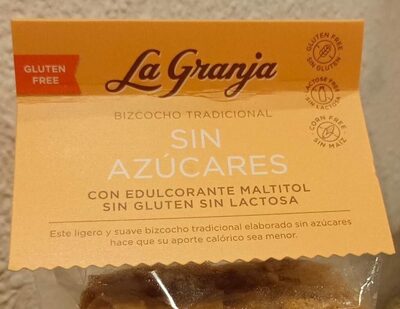 GLUTEN FREE
La Granja
GLUTEN FREE
SIN GLUTEN
LACTOSE FREE
SIN LACTOSA
CORN FREE
SIN MAIZ
BIZCOCHO TRADICIONAL
SIN
AZÚCARES
CON EDULCORANTE MALTITOL
SIN GLUTEN SIN LACTOSA
Este ligero y suave bizcocho tradicional elaborado sin azúcares
hace que su aporte calórico sea menor.